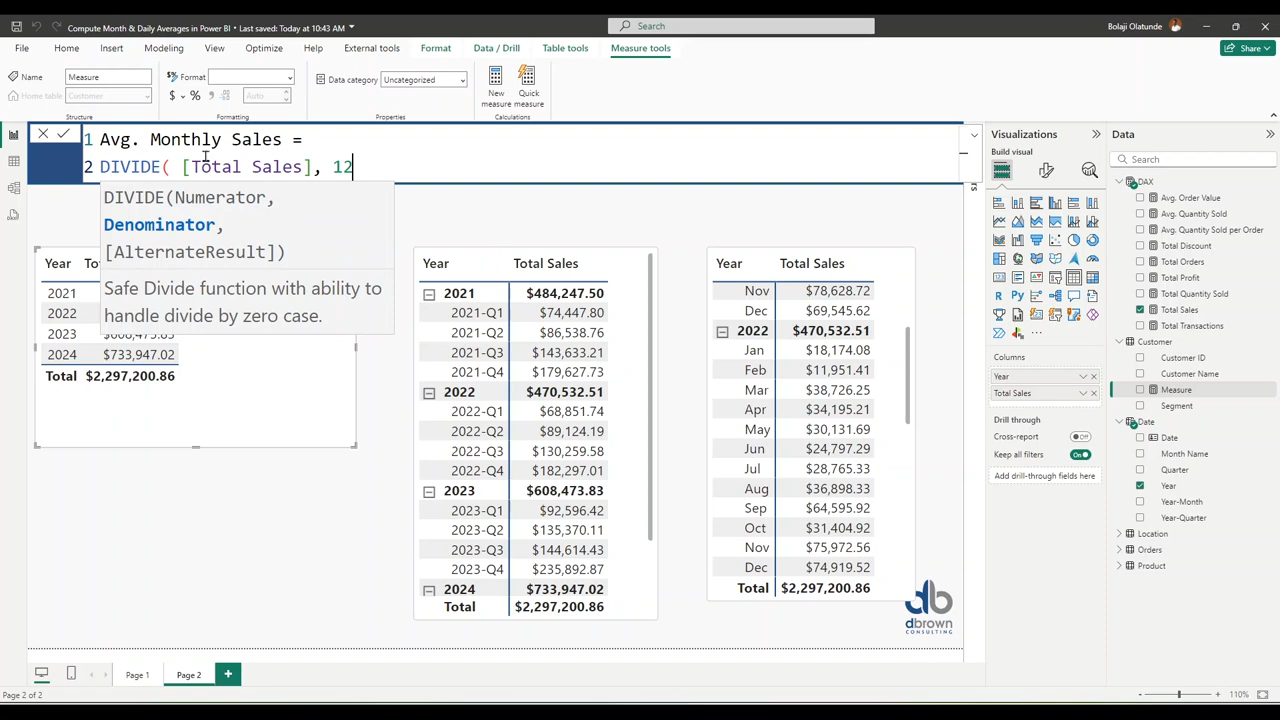 Compute Month & Daily Averages in Power BI • Last saved: Today at 10:43 AM
Search
Bolaji Olatunde
File
Home
Insert
Modeling
View
Optimize
Help
External tools
Format
Data / Drill
Table tools
Measure tools
Share
Name
Measure
Home table
Customer
Structure
Format
$ % 9
Auto
Formatting
Data category
Uncategorized
Properties
New measure
Quick measure
Calculations
1 Avg. Monthly Sales =
2 DIVIDE( [Total Sales], 12
DIVIDE(Numerator,
Denominator,
[AlternateResult])
Safe Divide function with ability to
handle divide by zero case.
Year
2021
2022
2023 $608,473.83
2024 $733,947.02
Total $2,297,200.86
Year Total Sales
2021 $484,247.50
2021-Q1 $74,447.80
2021-Q2 $86,538.76
2021-Q3 $143,633.21
2021-Q4 $179,627.73
2022 $470,532.51
2022-Q1 $68,851.74
2022-Q2 $89,124.19
2022-Q3 $130,259.58
2022-Q4 $182,297.01
2023 $608,473.83
2023-Q1 $92,596.42
2023-Q2 $135,370.11
2023-Q3 $144,614.43
2023-Q4 $235,892.87
2024 $733,947.02
Total $2,297,200.86
Year Total Sales
Nov $78,628.72
Dec $69,545.62
2022 $470,532.51
Jan $18,174.08
Feb $11,951.41
Mar $38,726.25
Apr $34,195.21
May $30,131.69
Jun $24,797.29
Jul $28,765.33
Aug $36,898.33
Sep $64,595.92
Oct $31,404.92
Nov $75,972.56
Dec $74,919.52
Total $2,297,200.86
db
dbrown
CONSULTING
Visualizations
Build visual
R Py
Columns
Year
Total Sales
Drill through
Cross-report Off
Keep all filters On
Add drill-through fields here
Data
Search
DAX
Avg. Order Value
Avg. Quantity Sold
Avg. Quantity Sold per Order
Total Discount
Total Orders
Total Profit
Total Quantity Sold
Total Sales
Total Transactions
Customer
Customer ID
Customer Name
Measure
Segment
Date
Date
Month Name
Quarter
Year
Year-Month
Year-Quarter
Location
Orders
Product
Page 1
Page 2
Page 2 of 2
110%